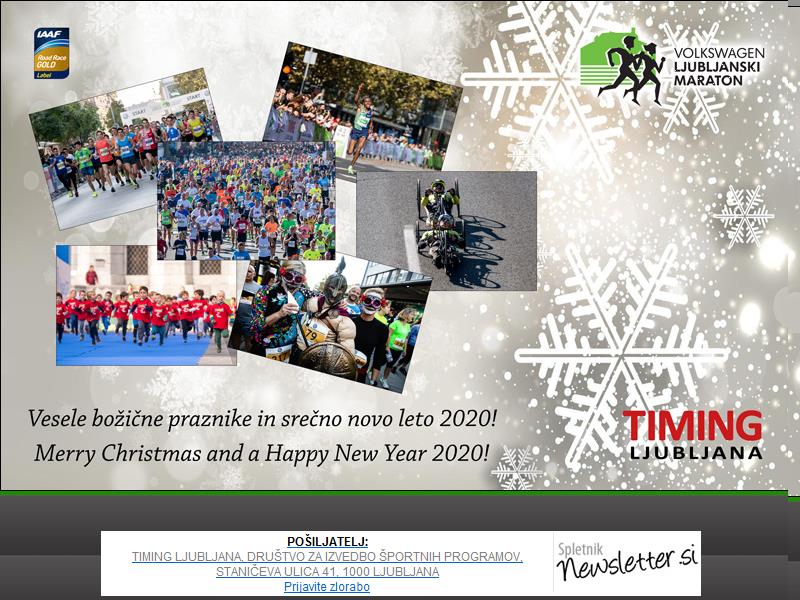 IAAF
Road Race
GOLD
Label
VOLKSWAGEN
LJUBLJANSKI
MARATON
START
START
Vesele božične praznike in srečno novo leto 2020!
Merry Christmas and a Happy New Year 2020!
TIMING
LJUBLJANA
POŠILJATELJ:
TIMING LJUBLJANA, DRUŠTVO ZA IZVEDBO ŠPORTNIH PROGRAMOV,
STANIČEVA ULICA 41, 1000 LJUBLJANA
Prijavite zlorabo
Spletnik
Newsletter.si